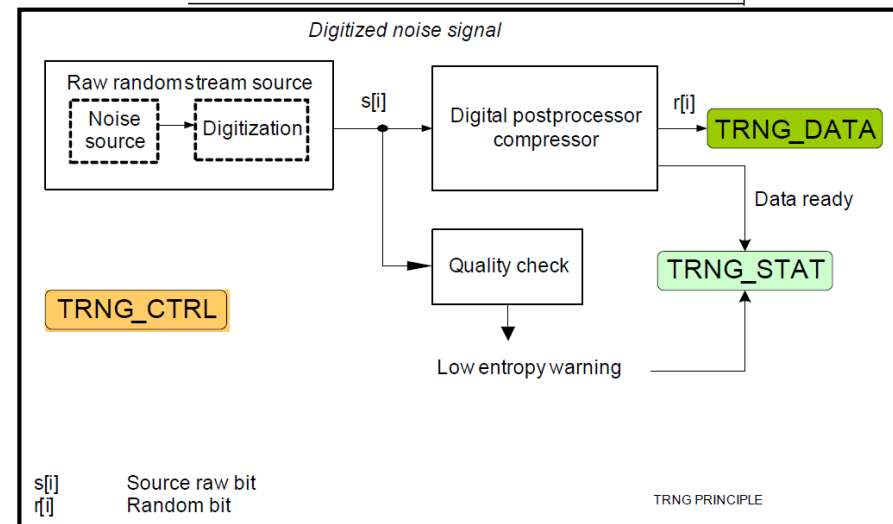 Digitized noise signal
Raw randomstream source
Noise
source
Digitization
s[i]
Digital postprocessor
compressor
r[i]
TRNG_DATA
Data ready
Quality check
TRNG_STAT
TRNG_CTRL
Low entropy warning
s[i] Source raw bit
r[i] Random bit
TRNG PRINCIPLE